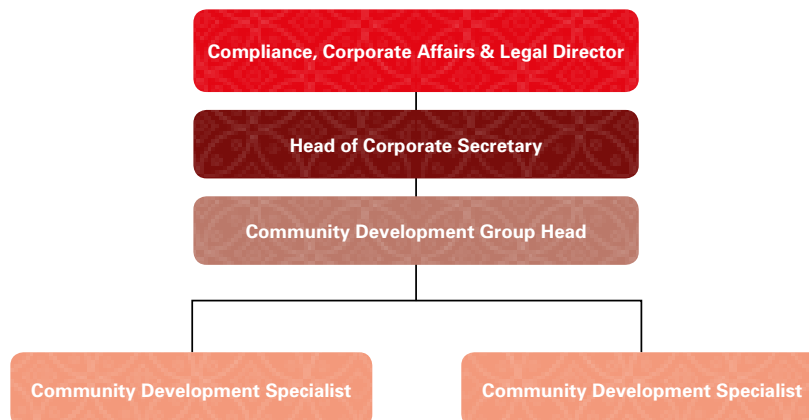 Compliance, Corporate Affairs & Legal Director
Head of Corporate Secretary
Community Development Group Head
Community Development Specialist
Community Development Specialist